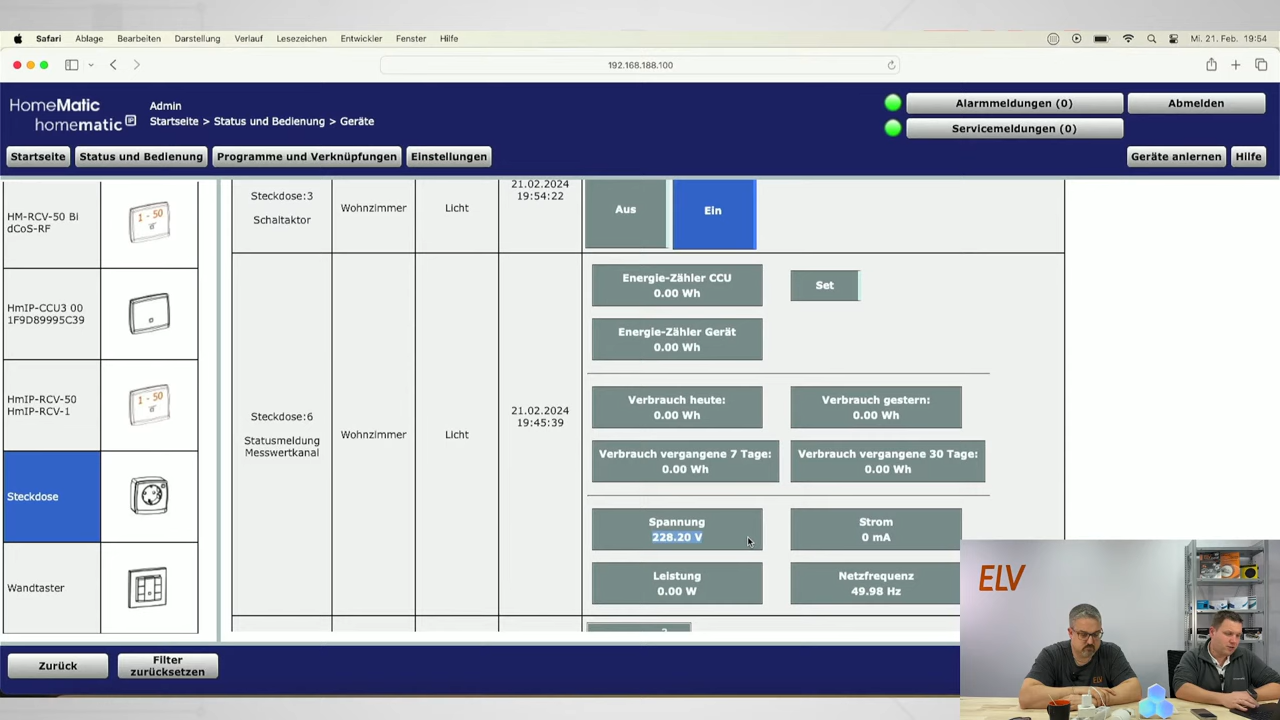 Safari Ablage Bearbeiten Darstellung Verlauf Lesezeichen Entwickler Fenster Hilfe
Mi. 21. Feb. 19:54
192.168.188.100
HomeMatic
homematic IP
Admin
Startseite > Status und Bedienung > Geräte
Alarmmeldungen (0)
Abmelden
Servicemeldungen (0)
Startseite
Status und Bedienung
Programme und Verknüpfungen
Einstellungen
Geräte anlernen
Hilfe
HM-RCV-50 Bi
dCoS-RF
1 - 50
HmIP-CCU3 00
1F9D89995C39
HmIP-RCV-50
HmIP-RCV-1
1 - 50
Steckdose
Wandtaster
Steckdose:3
Schaltaktor
Wohnzimmer
Licht
21.02.2024
19:54:22
Aus
Ein
Steckdose:6
Statusmeldung
Messwertkanal
Wohnzimmer
Licht
21.02.2024
19:45:39
Energie-Zähler CCU
0.00 Wh
Set
Energie-Zähler Gerät
0.00 Wh
Verbrauch heute:
0.00 Wh
Verbrauch gestern:
0.00 Wh
Verbrauch vergangene 7 Tage:
0.00 Wh
Verbrauch vergangene 30 Tage:
0.00 Wh
Spannung
228.20 V
Strom
0 mA
Leistung
0.00 W
Netzfrequenz
49.98 Hz
Zurück
Filter
zurücksetzen
ELV
ELV